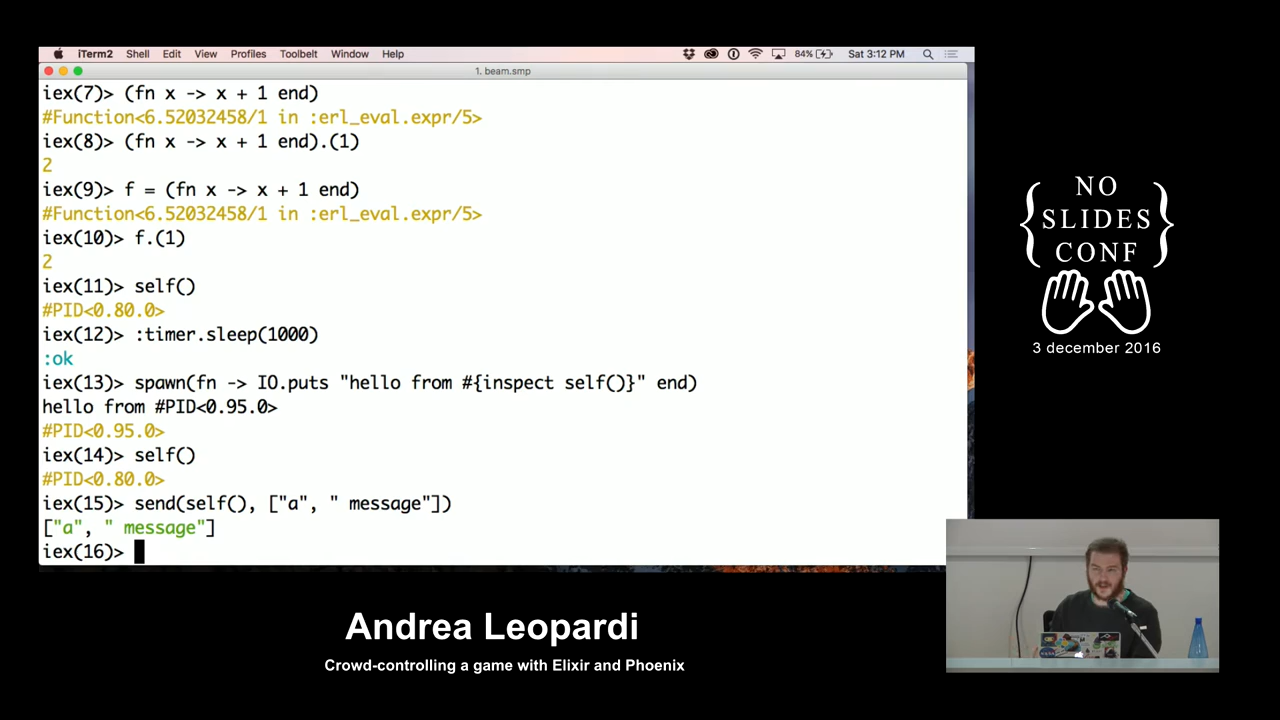 iTerm2 Shell Edit View Profiles Toolbelt Window Help 84% Sat 3:12 PM
1. beam.smp
iex(7)> (fn x -> x + 1 end)
#Function<6.52032458/1 in :erl_eval.expr/5>
iex(8)> (fn x -> x + 1 end).(1)
2
iex(9)> f = (fn x -> x + 1 end)
#Function<6.52032458/1 in :erl_eval.expr/5>
iex(10)> f.(1)
2
iex(11)> self()
#PID<0.80.0>
iex(12)> :timer.sleep(1000)
:ok
iex(13)> spawn(fn -> IO.puts "hello from #{inspect self()}" end)
hello from #PID<0.95.0>
#PID<0.95.0>
iex(14)> self()
#PID<0.80.0>
iex(15)> send(self(), ["a", " message"])
["a", " message"]
iex(16)>
NO
SLIDES
CONF
3 december 2016
Andrea Leopardi
Crowd-controlling a game with Elixir and Phoenix